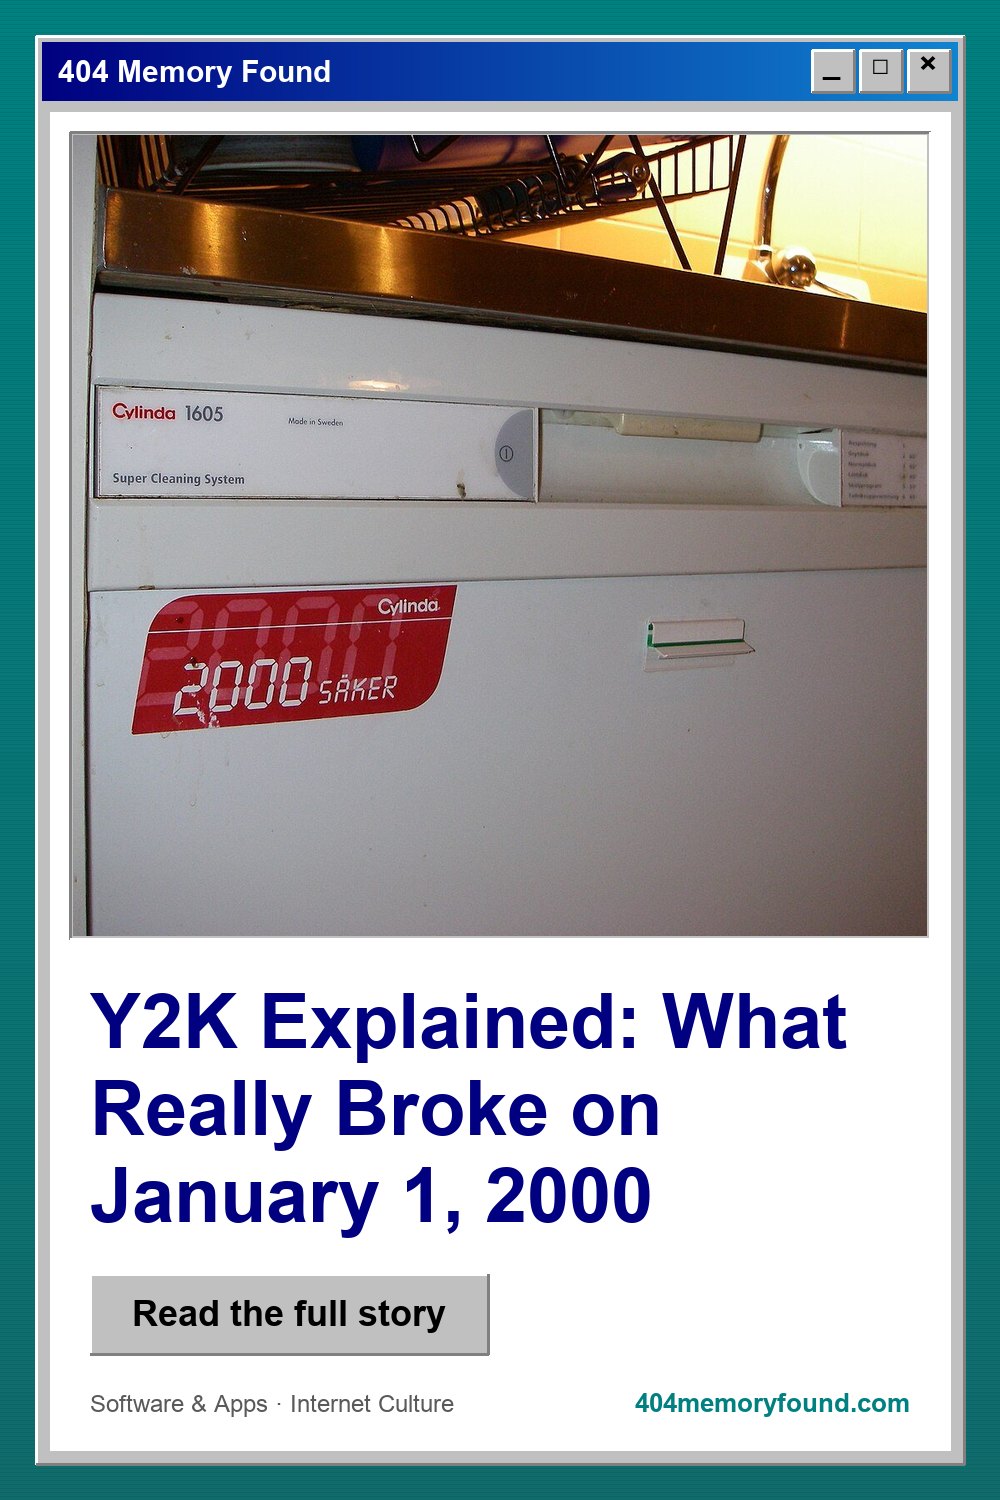 404 Memory Found
Cylinda 1605
Made in Sweden
Super Cleaning System
Cylinda
2000 SÄKER
Y2K Explained: What
Really Broke on
January 1, 2000
Read the full story
Software & Apps · Internet Culture
404memoryfound.com